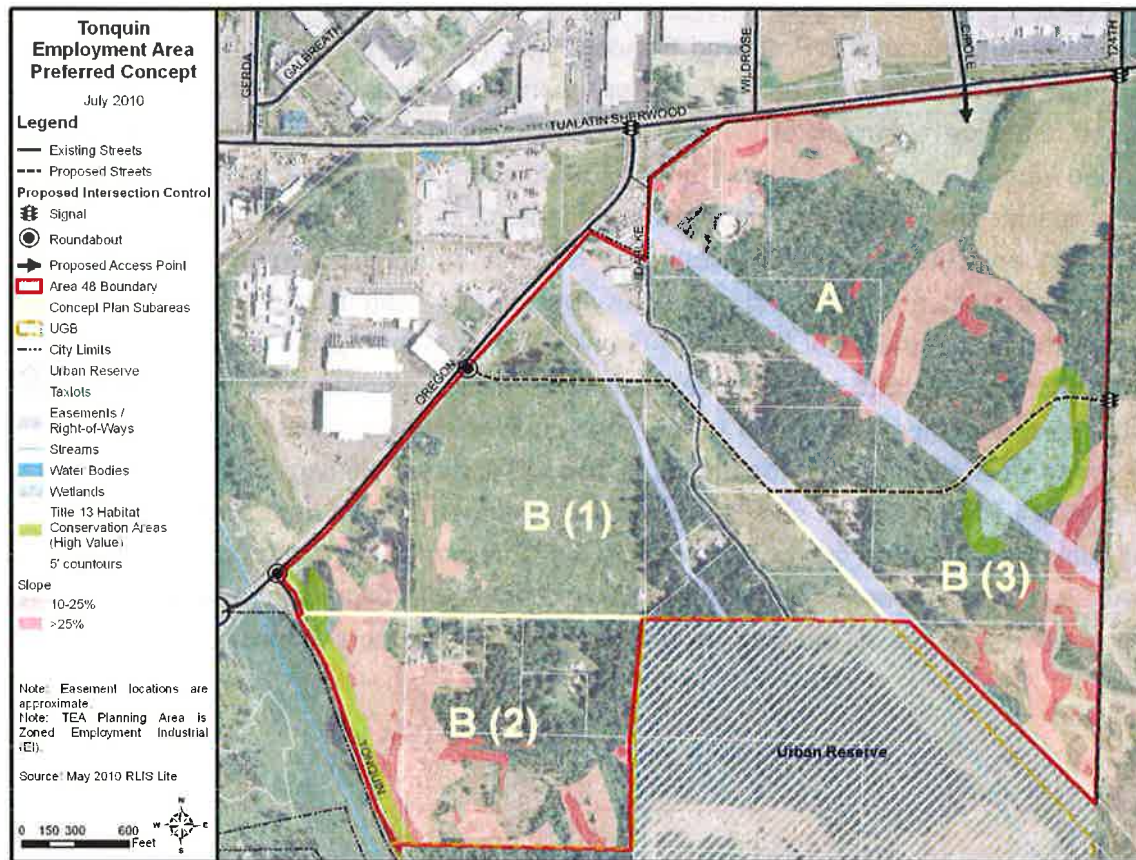 Tonquin
Employment Area
Preferred Concept
July 2010
Legend
Existing Streets
Proposed Streets
Proposed Intersection Control
Signal
Roundabout
Proposed Access Point
Area 48 Boundary
Concept Plan Subareas
UGB
City Limits
Urban Reserve
Taxlots
Easements /
Right-of-Ways
Streams
Water Bodies
Wetlands
Title 13 Habitat
Conservation Areas
(High Value)
5' countours
Slope
10-25%
>25%
Note: Easement locations are
approximate.
Note: TEA Planning Area is
Zoned Employment Industrial
(EI).
Source: May 2010 RLIS Lite
0 150 300 600
Feet
N
W E
S
GERDA
GALBREATH
WILDROSE
CIPOLE
124TH
TUALATIN SHERWOOD
DAHLKE
OREGON
A
B (1)
B (3)
B (2)
TONQUIN
Urban Reserve